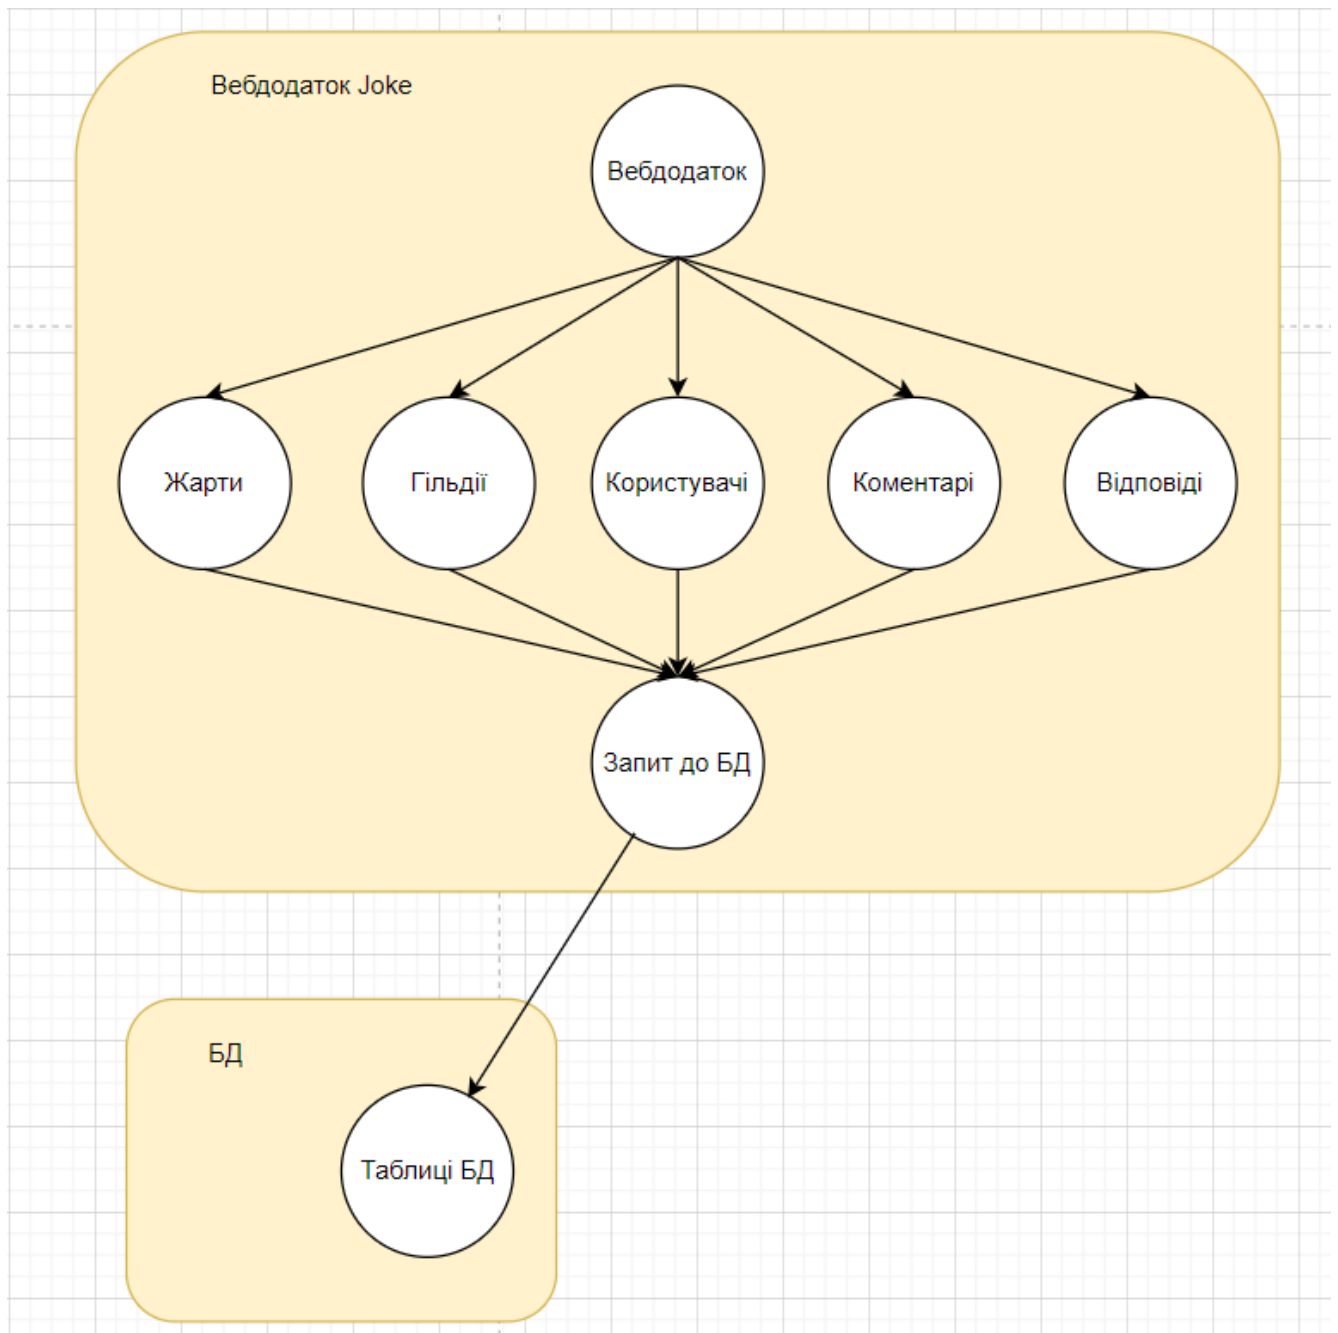 Вебдодаток Joke
Вебдодаток
Жарти
Гільдії
Користувачі
Коментарі
Відповіді
Запит до БД
БД
Таблиці БД